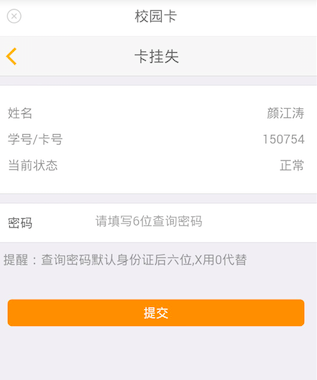 校园卡
卡挂失
姓名 颜江涛
学号/卡号 150754
当前状态 正常
密码 请填写6位查询密码
提醒：查询密码默认身份证后六位,X用0代替
提交